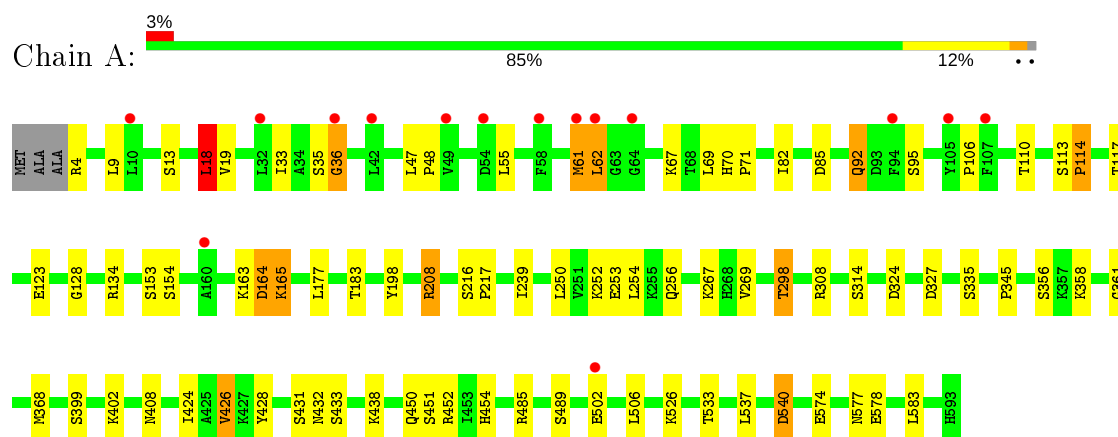 3%
Chain A:
85% 12% • •
MET ALA ALA R4 L9 L10 S13 L18 V19 L32 I33 A34 S35 G36 L42 L47 P48 V49 D54 L55 F58 M61 L62 G63 G64 K67 T68 L69 H70 P71 I82 D85 Q92 D93 F94 S95 Y105 P106 F107 T110 S113 P114 T117
E123 G128 R134 S153 S154 A160 K163 D164 K165 L177 T183 Y198 R208 S216 P217 I239 L250 V251 K252 E253 L254 K255 Q256 K267 H268 V269 T298 R308 S314 D324 D327 S335 P345 S356 K357 K358
M368 S399 K402 N408 I424 A425 V426 K427 Y428 S431 N432 S433 K438 Q450 S451 R452 I453 H454 R485 S489 E502 L506 K526 T533 L537 D540 E574 N577 E578 L583 H593